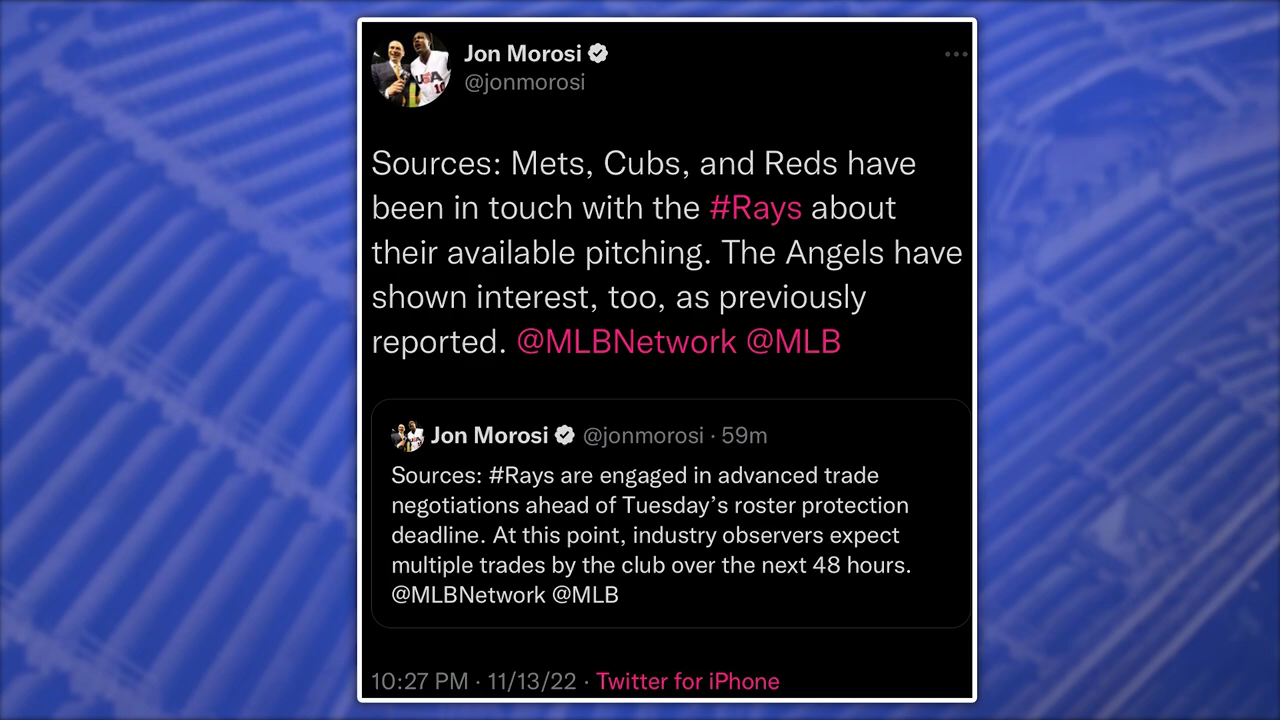 Jon Morosi
@jonmorosi
Sources: Mets, Cubs, and Reds have
been in touch with the #Rays about
their available pitching. The Angels have
shown interest, too, as previously
reported. @MLBNetwork @MLB
Jon Morosi @jonmorosi · 59m
Sources: #Rays are engaged in advanced trade
negotiations ahead of Tuesday’s roster protection
deadline. At this point, industry observers expect
multiple trades by the club over the next 48 hours.
@MLBNetwork @MLB
10:27 PM · 11/13/22 · Twitter for iPhone